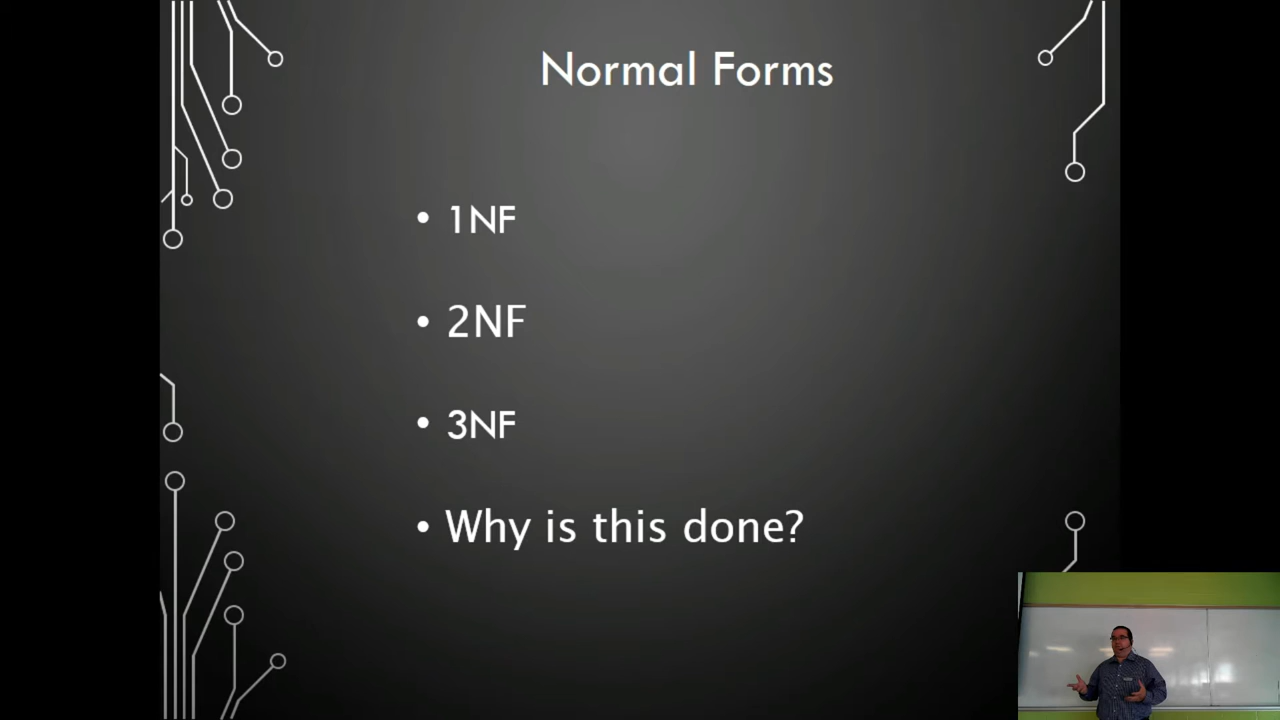 Normal Forms
• 1NF
• 2NF
• 3NF
• Why is this done?